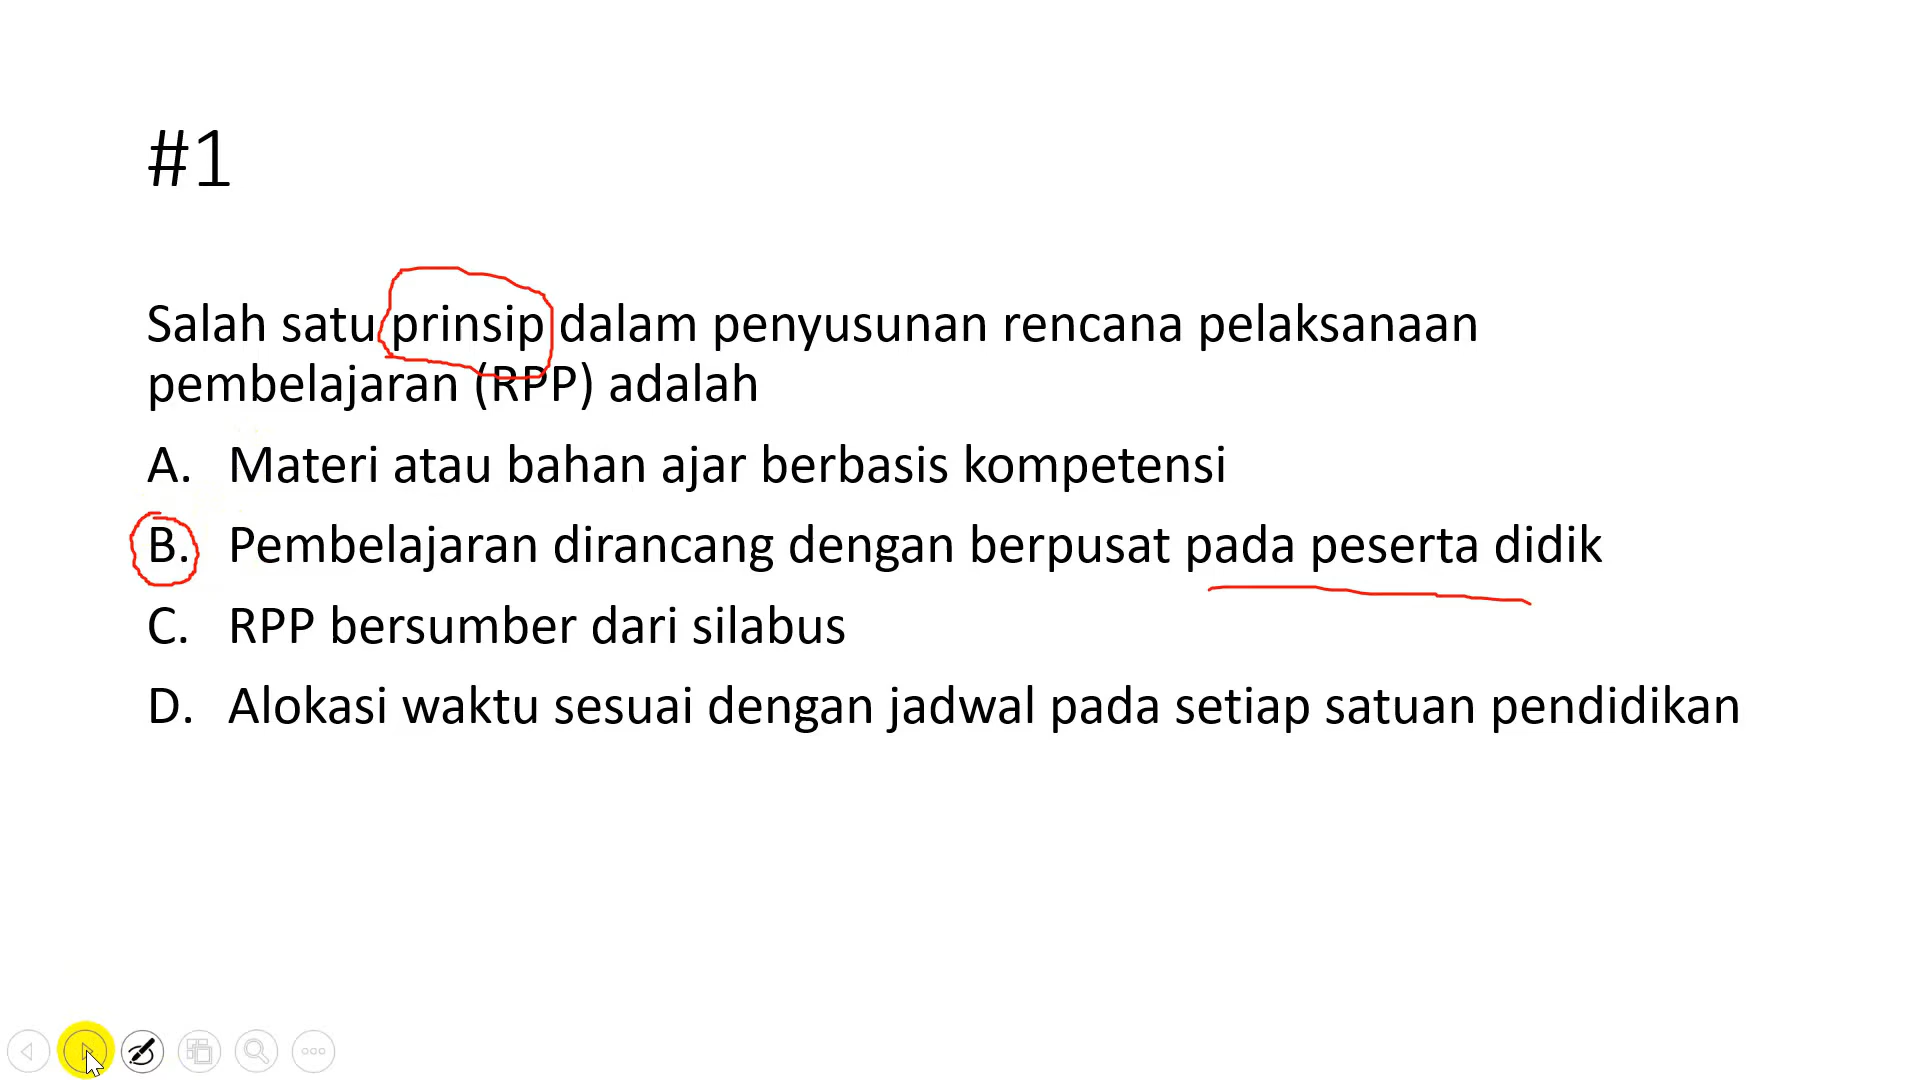 #1
Salah satu prinsip dalam penyusunan rencana pelaksanaan
pembelajaran (RPP) adalah
A. Materi atau bahan ajar berbasis kompetensi
B. Pembelajaran dirancang dengan berpusat pada peserta didik
C. RPP bersumber dari silabus
D. Alokasi waktu sesuai dengan jadwal pada setiap satuan pendidikan